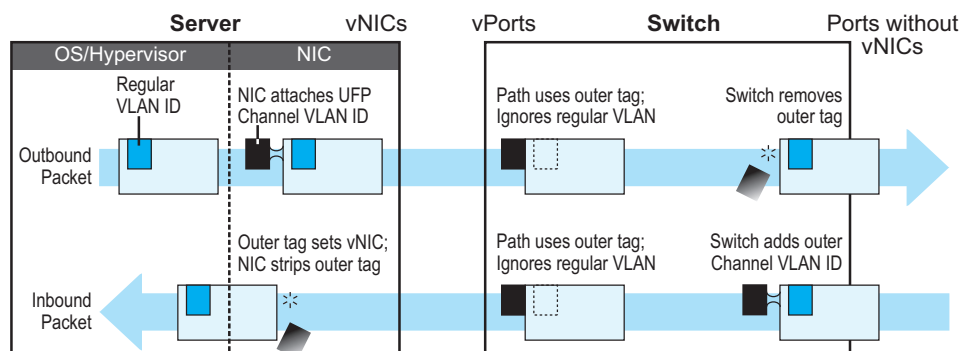 Server
vNICs
vPorts
Switch
Ports without
vNICs
OS/Hypervisor
NIC
Regular
VLAN ID
NIC attaches UFP
Channel VLAN ID
Path uses outer tag;
Ignores regular VLAN
Switch removes
outer tag
Outbound
Packet
Outer tag sets vNIC;
NIC strips outer tag
Path uses outer tag;
Ignores regular VLAN
Switch adds outer
Channel VLAN ID
Inbound
Packet